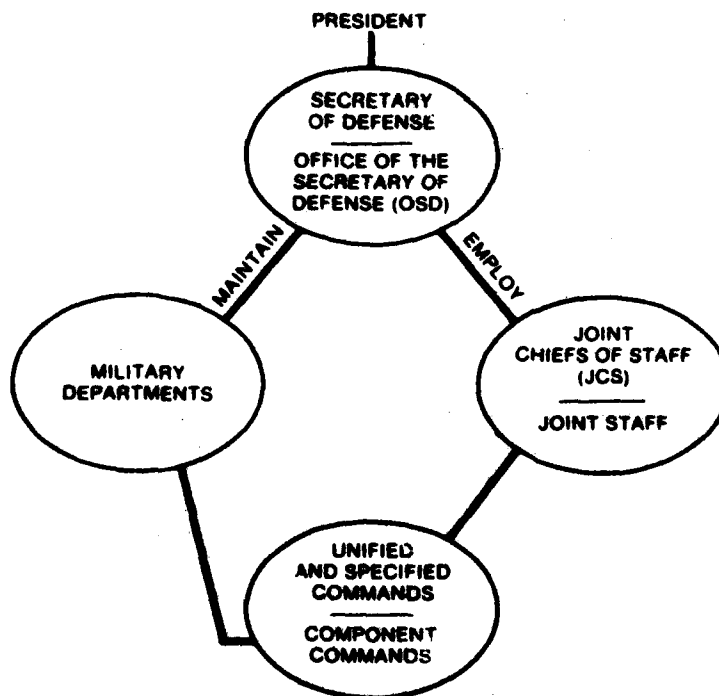 PRESIDENT
SECRETARY
OF DEFENSE
OFFICE OF THE
SECRETARY OF
DEFENSE (OSD)
MAINTAIN
EMPLOY
MILITARY
DEPARTMENTS
JOINT
CHIEFS OF STAFF
(JCS)
JOINT STAFF
UNIFIED
AND SPECIFIED
COMMANDS
COMPONENT
COMMANDS